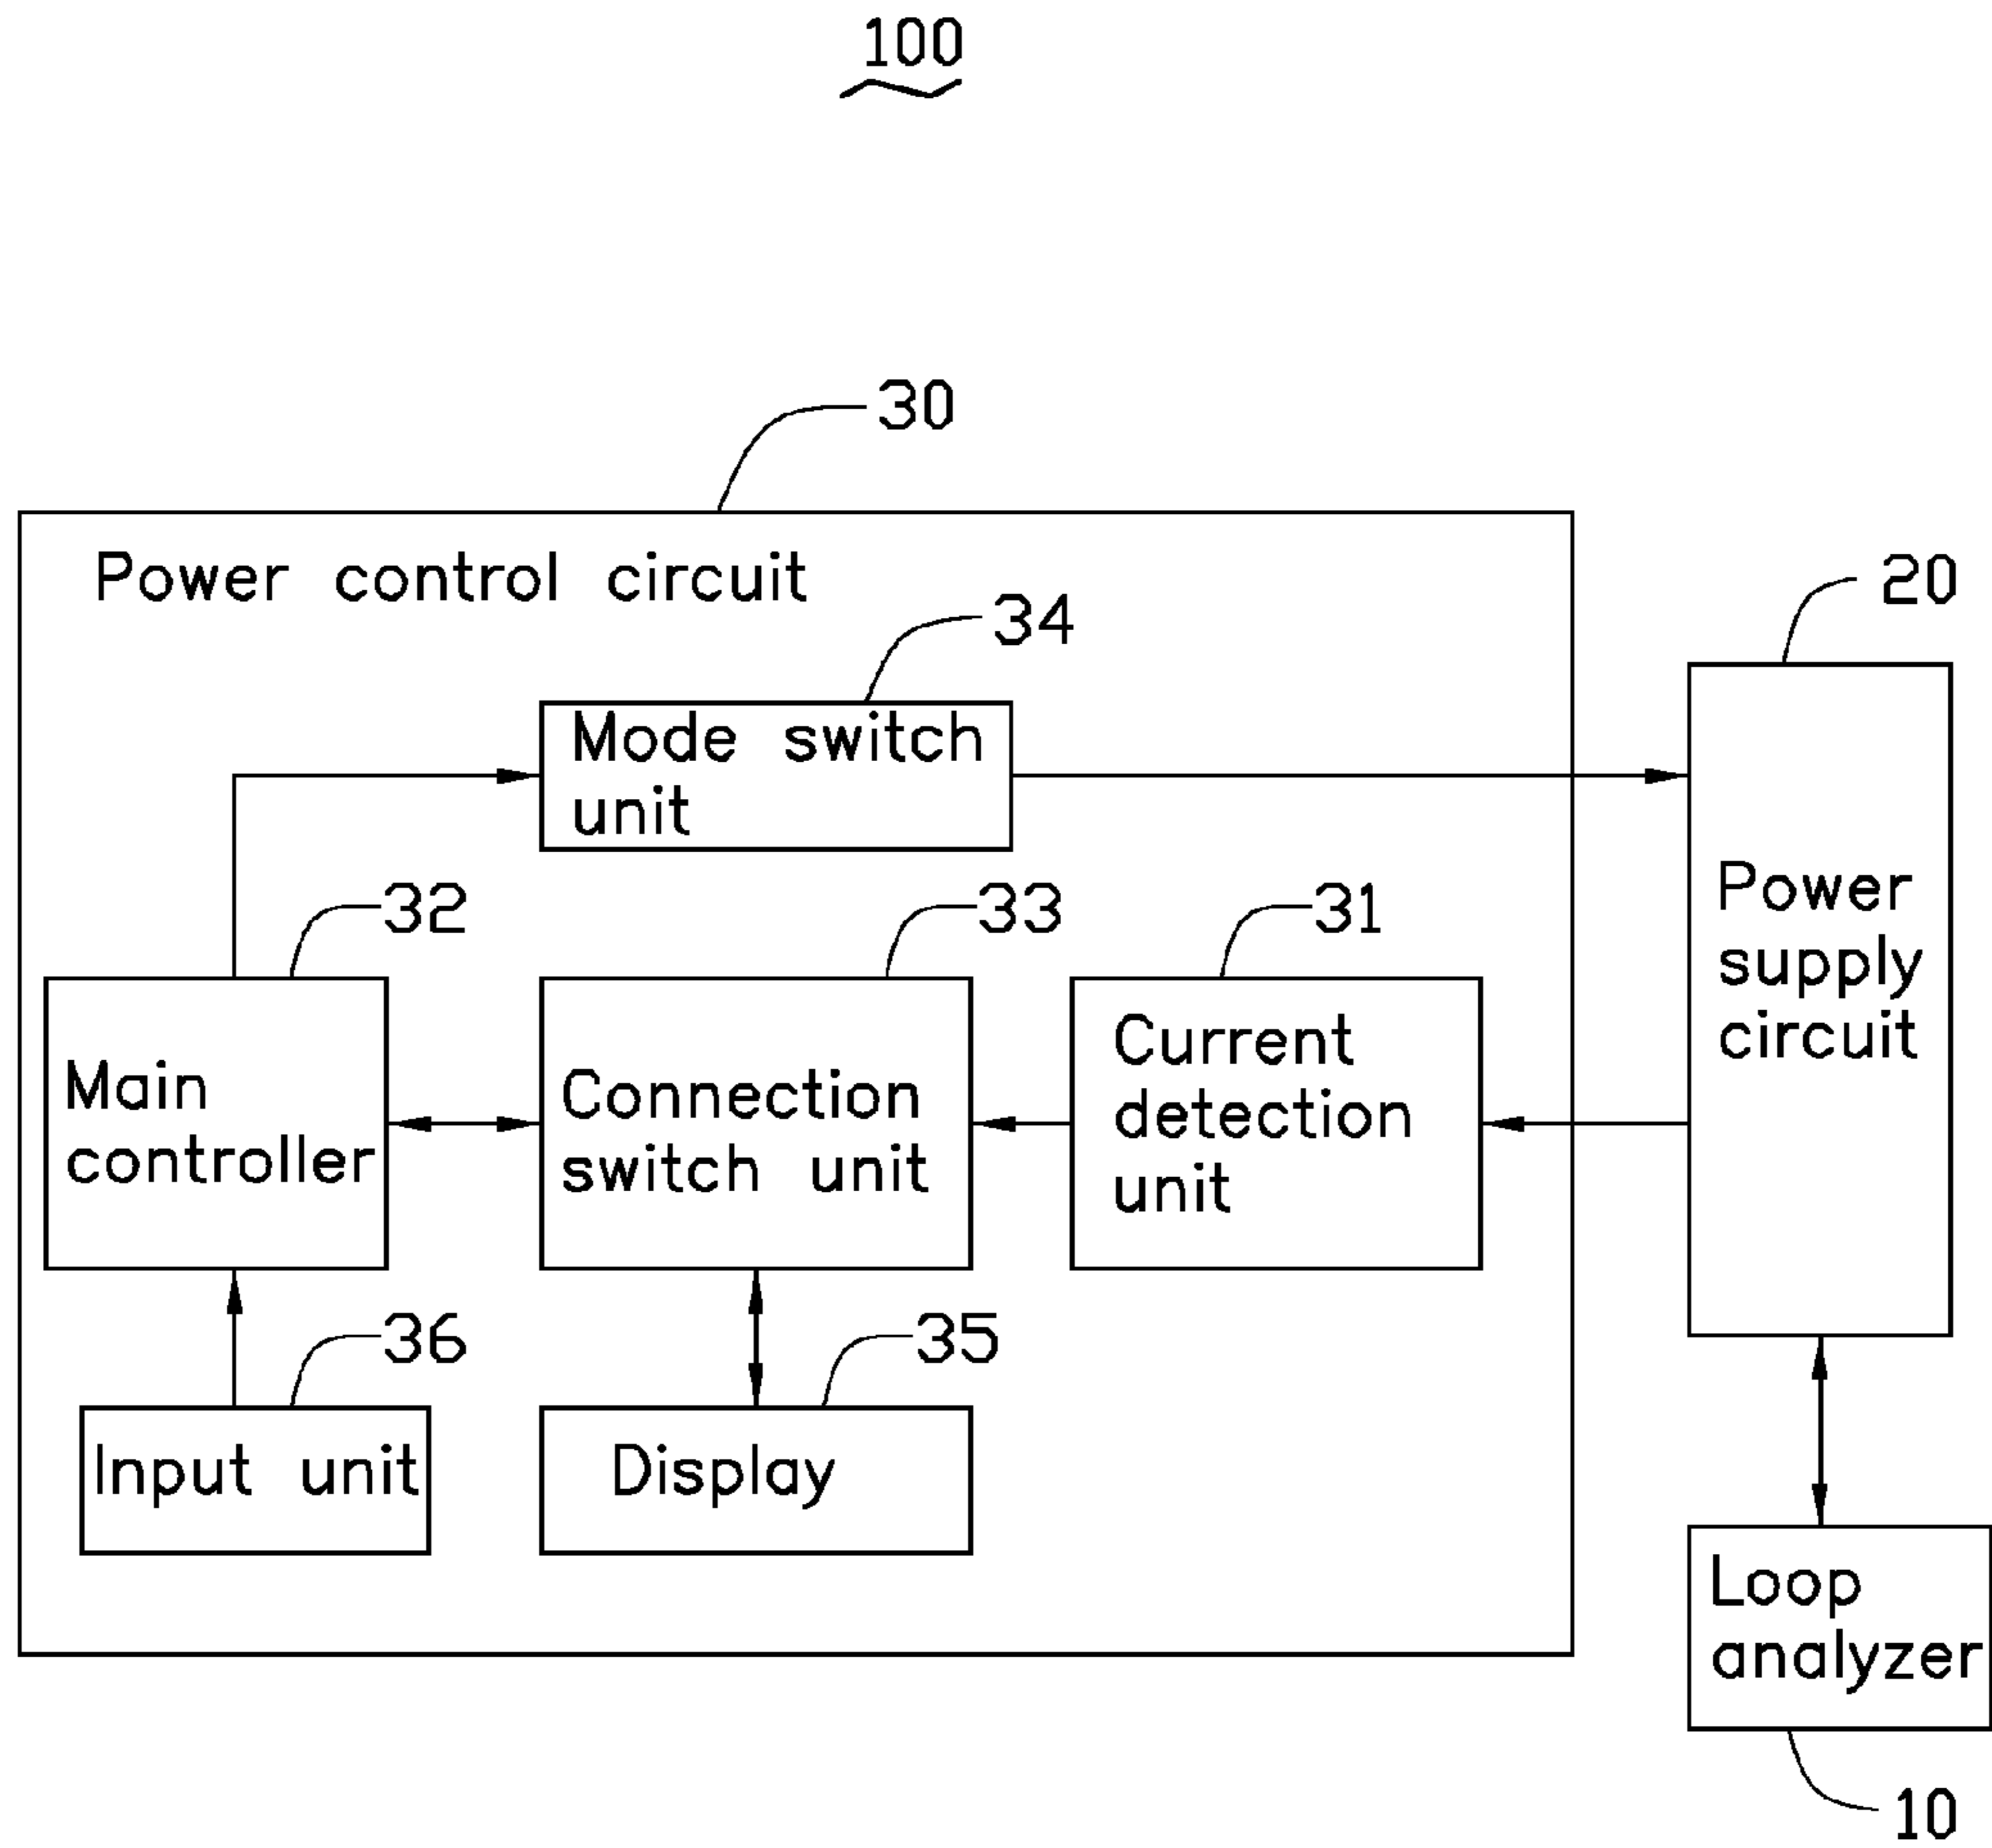 100
30
Power control circuit
20
34
Mode switch
unit
32
33
31
Power
supply
circuit
Main
controller
Connection
switch unit
Current
detection
unit
36
35
Input unit
Display
Loop
analyzer
10